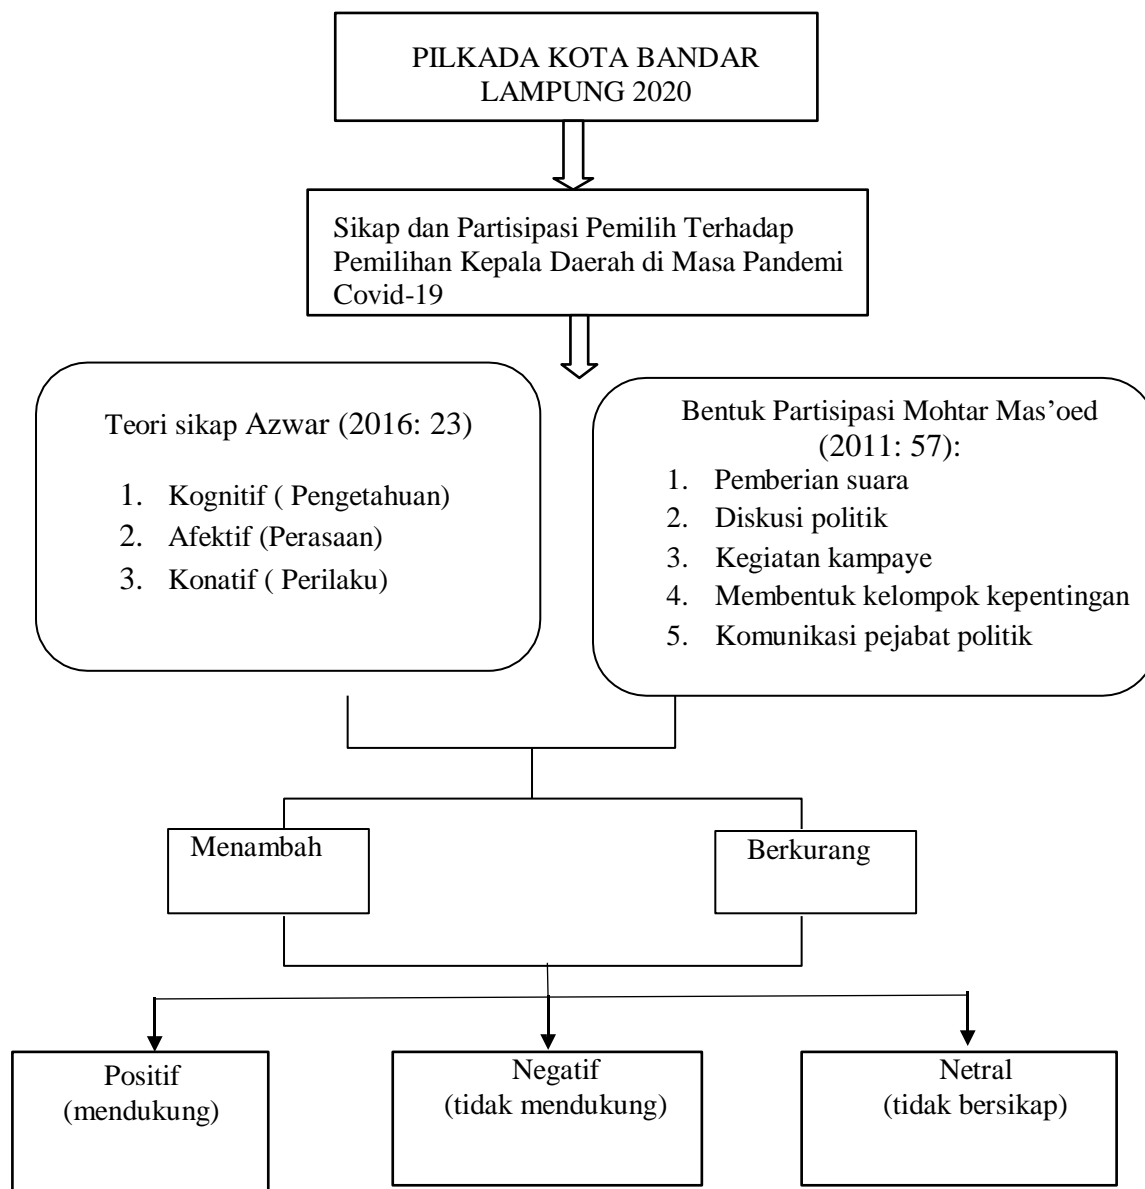 PILKADA KOTA BANDAR
LAMPUNG 2020
Sikap dan Partisipasi Pemilih Terhadap
Pemilihan Kepala Daerah di Masa Pandemi
Covid-19
Teori sikap Azwar (2016: 23)
1. Kognitif ( Pengetahuan)
2. Afektif (Perasaan)
3. Konatif ( Perilaku)
Bentuk Partisipasi Mohtar Mas’oed
(2011: 57):
1. Pemberian suara
2. Diskusi politik
3. Kegiatan kampaye
4. Membentuk kelompok kepentingan
5. Komunikasi pejabat politik
Menambah
Berkurang
Positif
(mendukung)
Negatif
(tidak mendukung)
Netral
(tidak bersikap)